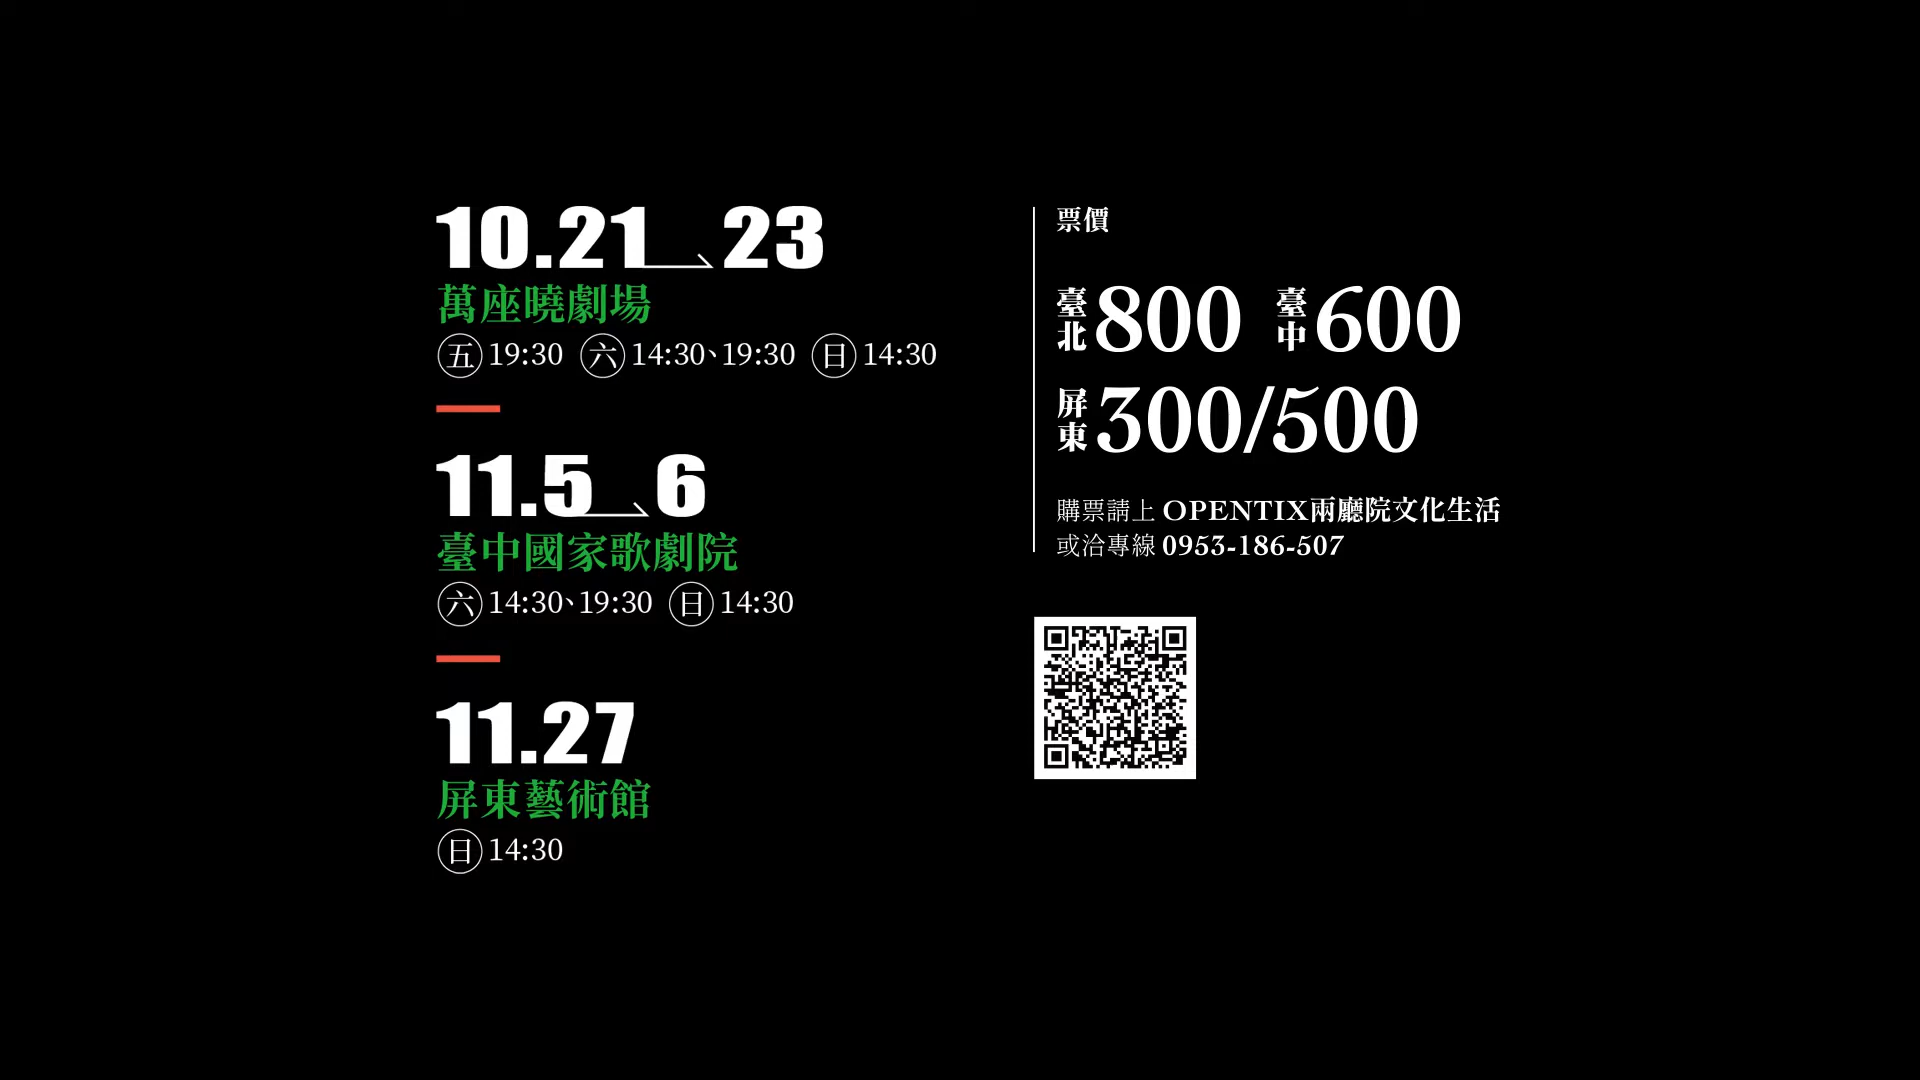 10.21 23
萬座曉劇場
五 19:30 六 14:30、19:30 日 14:30
11.5 6
臺中國家歌劇院
六 14:30、19:30 日 14:30
11.27
屏東藝術館
日 14:30
票價
臺北 800 臺中 600
屏東 300/500
購票請上 OPENTIX兩廳院文化生活
或洽專線 0953-186-507